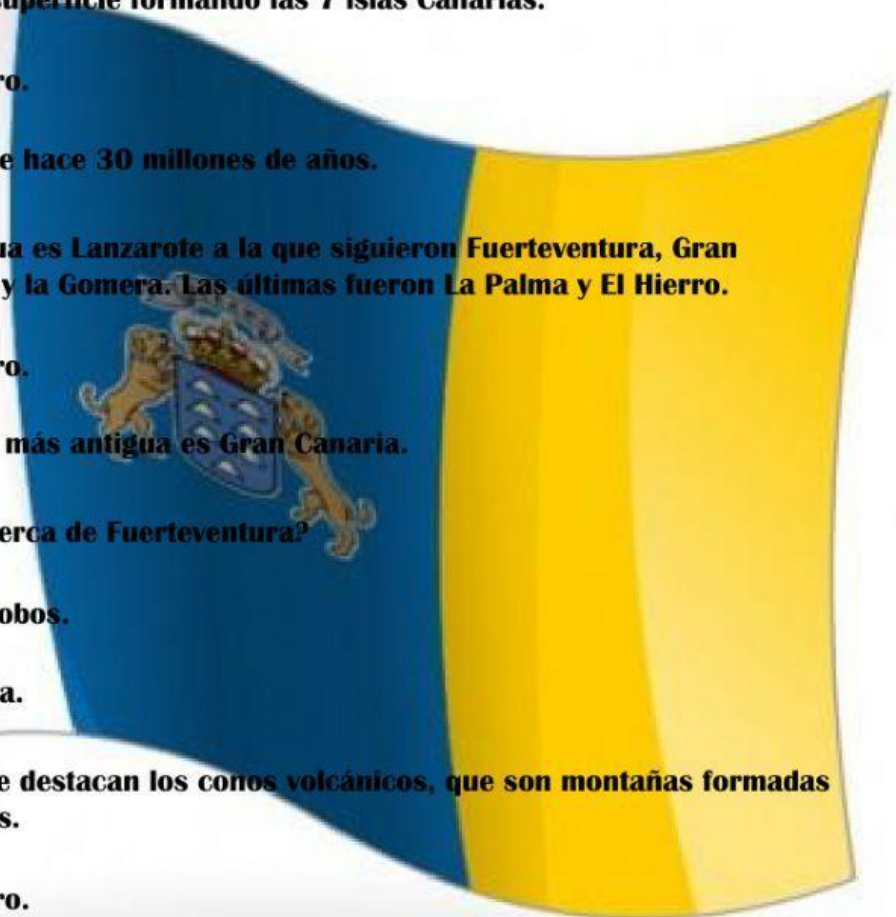 superficie formando las 7 Islas Canarias.
ro.
e hace 30 millones de años.
ua es Lanzarote a la que siguieron Fuerteventura, Gran
y la Gomera. Las últimas fueron La Palma y El Hierro.
ro.
más antigua es Gran Canaria.
erca de Fuerteventura?
obos.
a.
e destacan los conos volcánicos, que son montañas formadas
s.
ro.